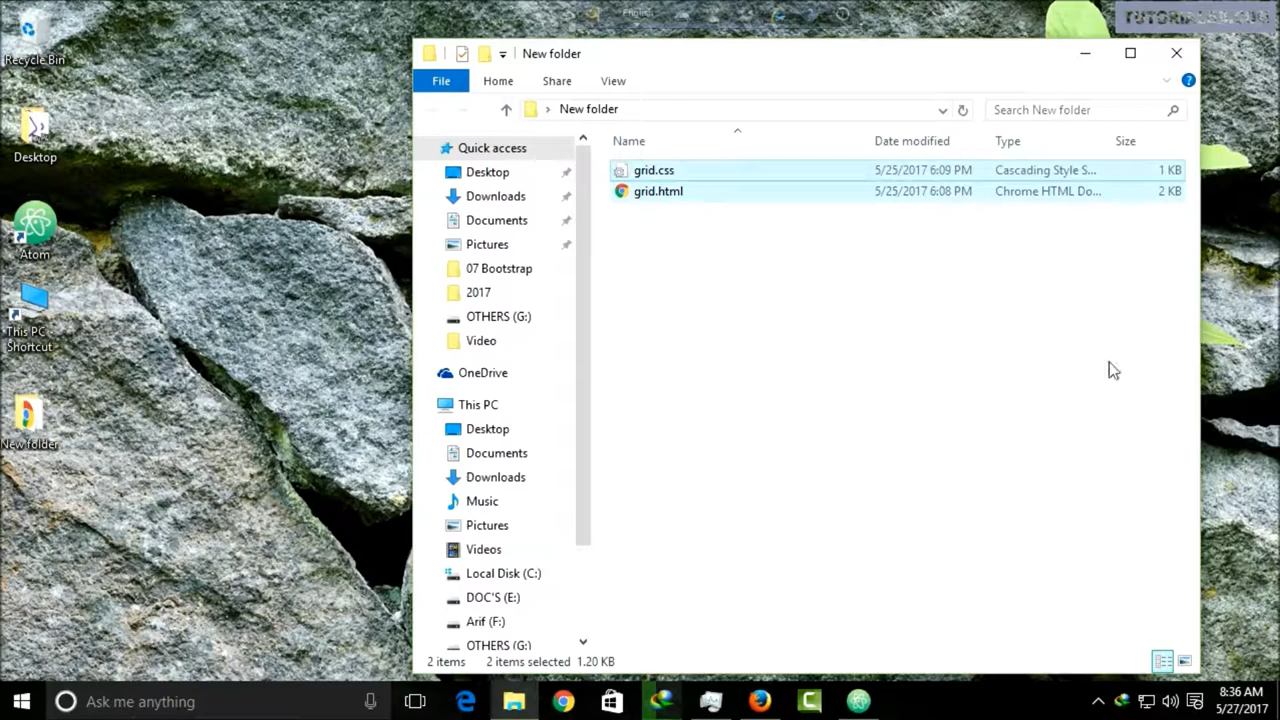 English
Recycle Bin
Desktop
Atom
This PC -
Shortcut
New folder
New folder
File
Home
Share
View
New folder
Search New folder
Name
Date modified
Type
Size
grid.css
5/25/2017 6:09 PM
Cascading Style S...
1 KB
grid.html
5/25/2017 6:08 PM
Chrome HTML Do...
2 KB
Quick access
Desktop
Downloads
Documents
Pictures
07 Bootstrap
2017
OTHERS (G:)
Video
OneDrive
This PC
Desktop
Documents
Downloads
Music
Pictures
Videos
Local Disk (C:)
DOC'S (E:)
Arif (F:)
OTHERS (G:)
2 items
2 items selected 1.20 KB
Ask me anything
8:36 AM
5/27/2017